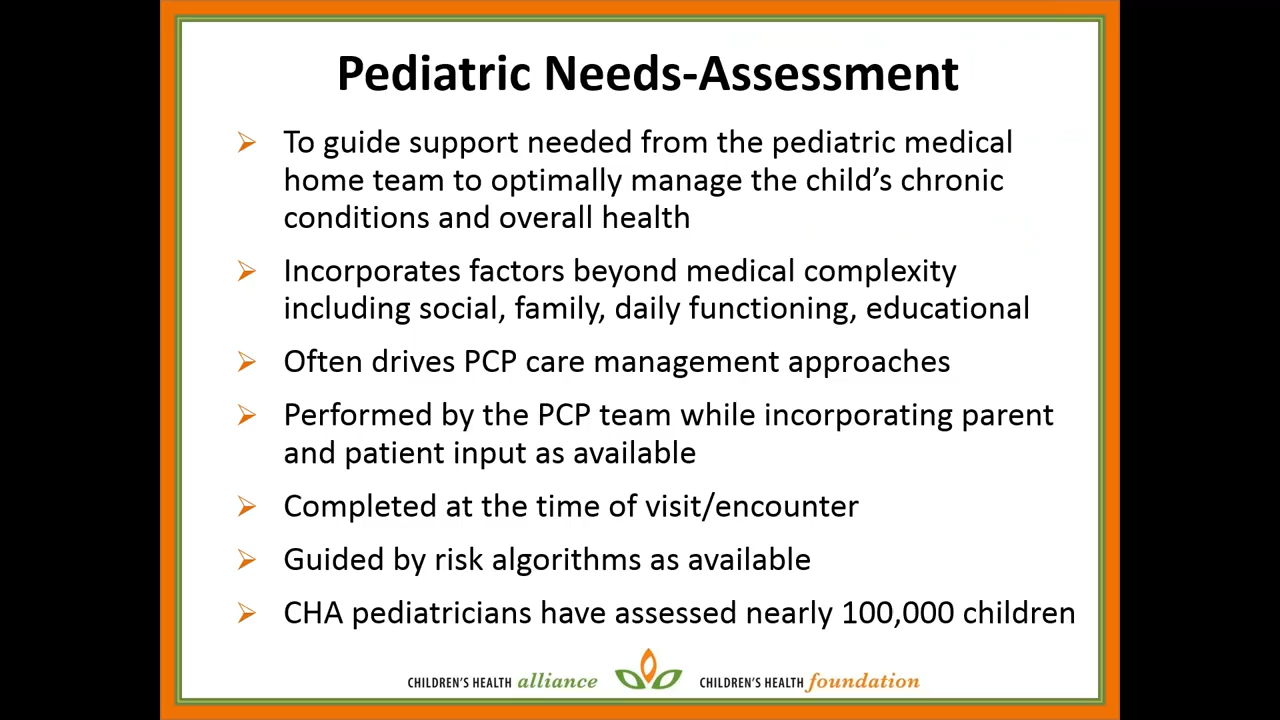 Pediatric Needs-Assessment
To guide support needed from the pediatric medical
home team to optimally manage the child’s chronic
conditions and overall health
Incorporates factors beyond medical complexity
including social, family, daily functioning, educational
Often drives PCP care management approaches
Performed by the PCP team while incorporating parent
and patient input as available
Completed at the time of visit/encounter
Guided by risk algorithms as available
CHA pediatricians have assessed nearly 100,000 children
CHILDREN’S HEALTH alliance CHILDREN’S HEALTH foundation